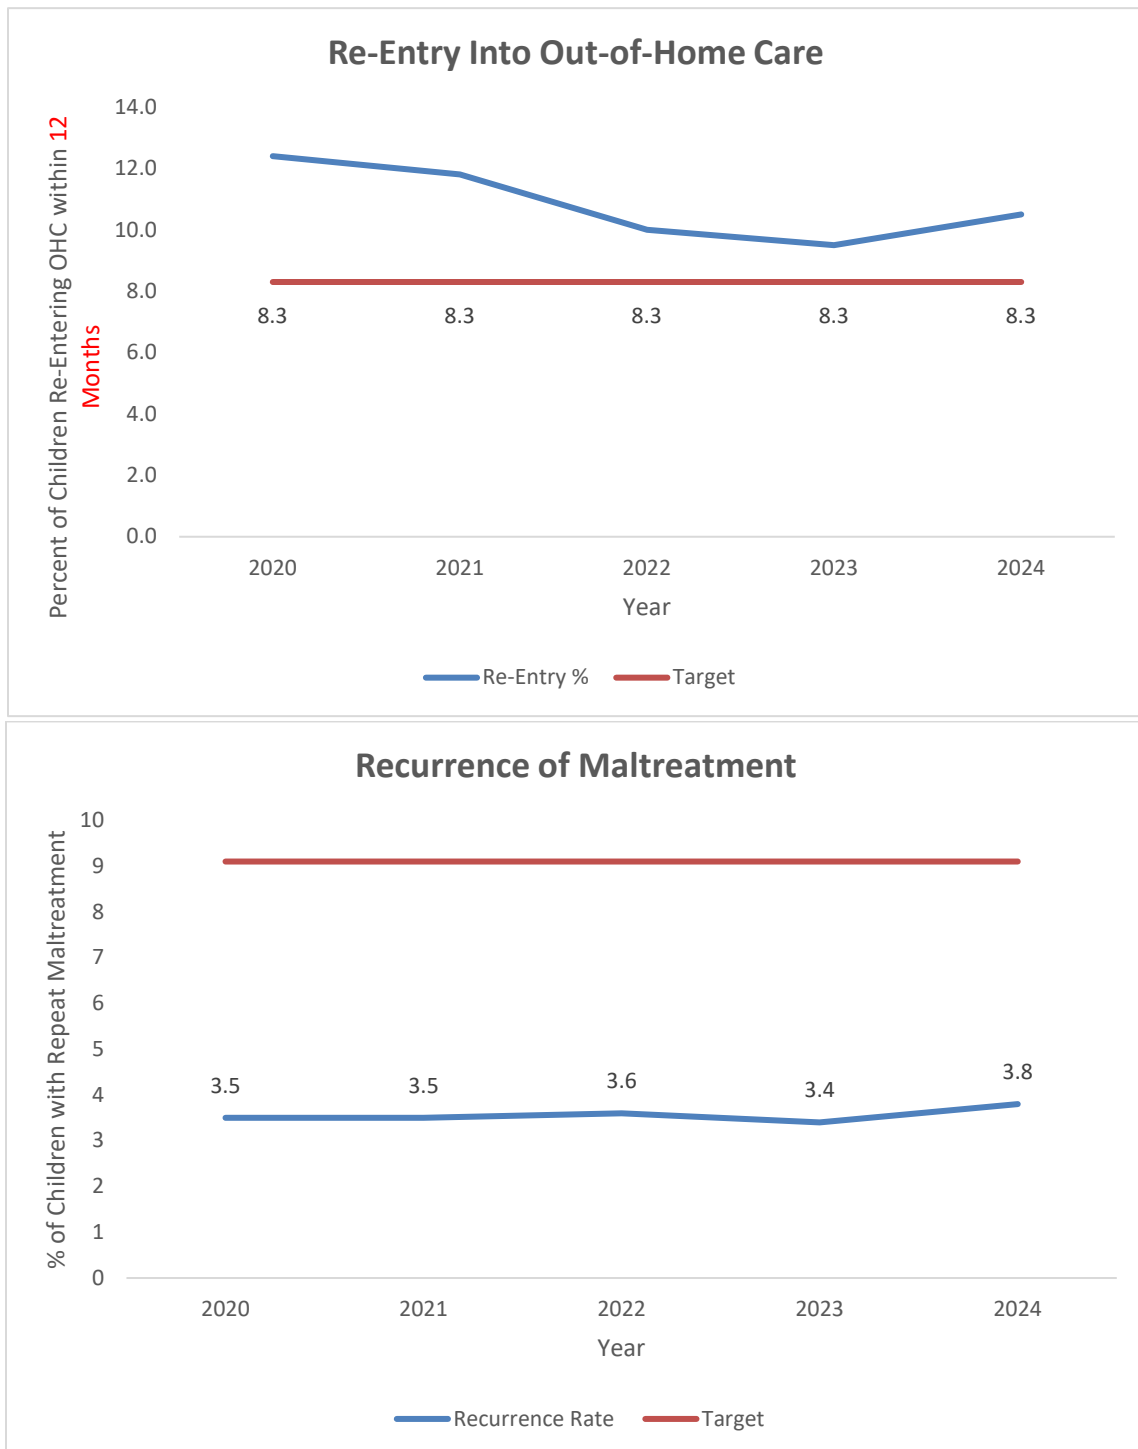 Re-Entry Into Out-of-Home Care
Percent of Children Re-Entering OHC within 12
Months
14.0
12.0
10.0
8.0
6.0
4.0
2.0
0.0
8.3 8.3 8.3 8.3 8.3
2020 2021 2022 2023 2024
Year
Re-Entry % Target
Recurrence of Maltreatment
% of Children with Repeat Maltreatment
10
9
8
7
6
5
4
3
2
1
0
3.5 3.5 3.6 3.4 3.8
2020 2021 2022 2023 2024
Year
Recurrence Rate Target